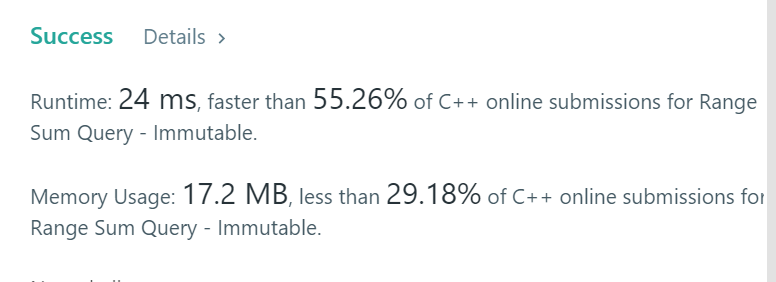 Success Details >
Runtime: 24 ms, faster than 55.26% of C++ online submissions for Range
Sum Query - Immutable.
Memory Usage: 17.2 MB, less than 29.18% of C++ online submissions for
Range Sum Query - Immutable.